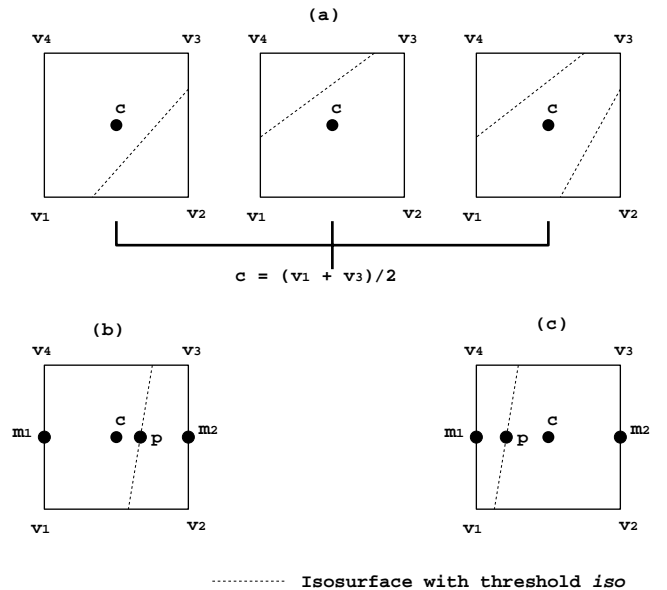 (a)
v4 v3 v4 v3 v4 v3
c c c
v1 v2 v1 v2 v1 v2
c = (v1 + v3)/2
(b) (c)
v4 v3 v4 v3
m1 c p m2 m1 p c m2
v1 v2 v1 v2
Isosurface with threshold iso